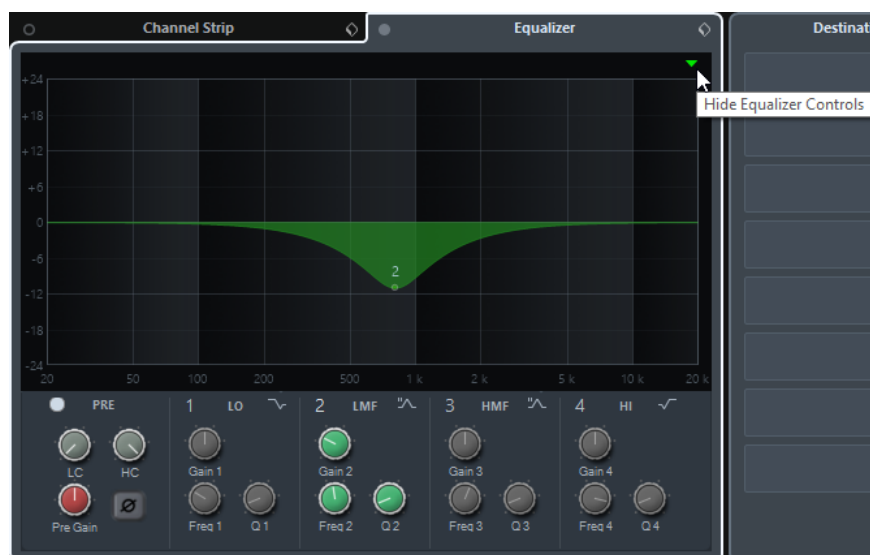 Channel Strip Equalizer Destinat
+24
Hide Equalizer Controls
+18
+12
+6
0
-6
2
-12
-18
-24
20 50 100 200 500 1 k 2 k 5 k 10 k 20 k
PRE 1 LO 2 LMF 3 HMF 4 HI
LC HC Gain 1 Gain 2 Gain 3 Gain 4
Pre Gain Freq 1 Q 1 Freq 2 Q 2 Freq 3 Q 3 Freq 4 Q 4